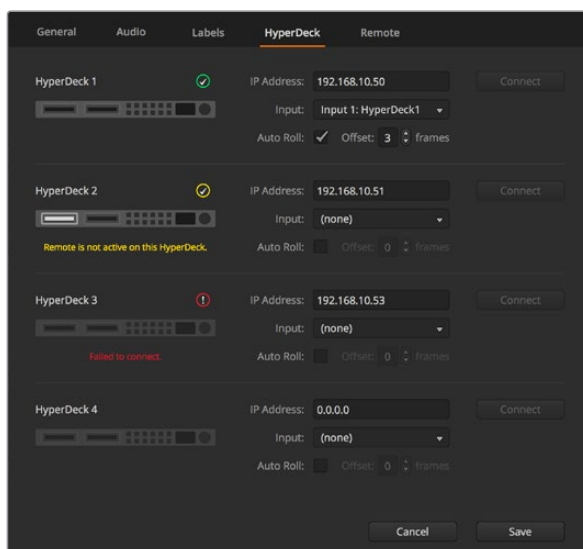 General Audio Labels HyperDeck Remote
HyperDeck 1 IP Address: 192.168.10.50 Connect
Input: Input 1: HyperDeck1
Auto Roll: Offset: 3 frames
HyperDeck 2 IP Address: 192.168.10.51 Connect
Input: (none)
Remote is not active on this HyperDeck. Auto Roll: Offset: 0 frames
HyperDeck 3 IP Address: 192.168.10.53 Connect
Input: (none)
Failed to connect. Auto Roll: Offset: 0 frames
HyperDeck 4 IP Address: 0.0.0.0 Connect
Input: (none)
Auto Roll: Offset: 0 frames
Cancel Save